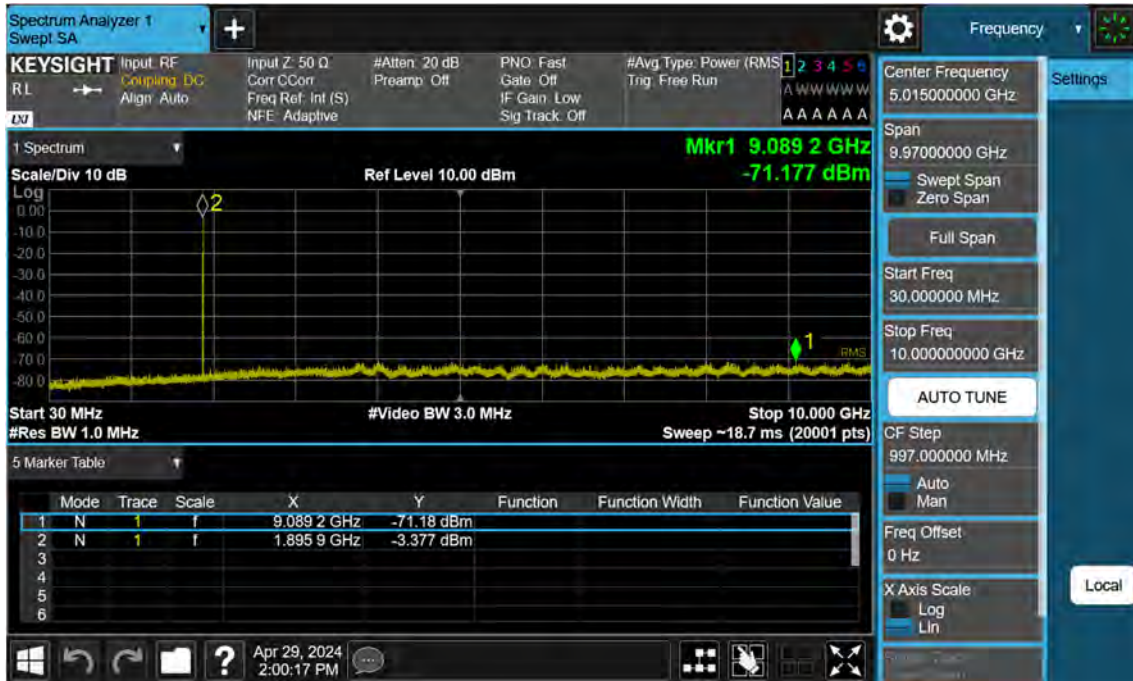 Spectrum Analyzer 1
Swept SA
+
Frequency
KEYSIGHT
RL
LXI
Input: RF
Coupling: DC
Align: Auto
Input Z: 50 Ω
Corr CCorr
Freq Ref: Int (S)
NFE: Adaptive
#Atten: 20 dB
Preamp: Off
PNO: Fast
Gate: Off
IF Gain: Low
Sig Track: Off
#Avg Type: Power (RMS
Trig: Free Run
1 2 3 4 5 6
A W W W W W
A A A A A A
Settings
Center Frequency
5.015000000 GHz
Span
9.97000000 GHz
Swept Span
Zero Span
Full Span
Start Freq
30.000000 MHz
Stop Freq
10.000000000 GHz
AUTO TUNE
CF Step
997.000000 MHz
Auto
Man
Freq Offset
0 Hz
X Axis Scale
Log
Lin
Local
1 Spectrum
Scale/Div 10 dB
Ref Level 10.00 dBm
Mkr1 9.089 2 GHz
-71.177 dBm
Log
0.00
-10.0
-20.0
-30.0
-40.0
-50.0
-60.0
-70.0
-80.0
2
1
RMS
Start 30 MHz
#Video BW 3.0 MHz
Stop 10.000 GHz
#Res BW 1.0 MHz
Sweep ~18.7 ms (20001 pts)
5 Marker Table
Mode Trace Scale X Y Function Function Width Function Value
1 N 1 f 9.089 2 GHz -71.18 dBm
2 N 1 f 1.895 9 GHz -3.377 dBm
3
4
5
6
?
Apr 29, 2024
2:00:17 PM